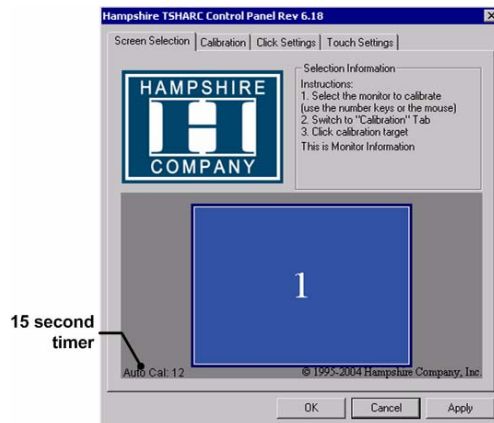 Hampshire TSHARC Control Panel Rev 6.18
Screen Selection
Calibration
Click Settings
Touch Settings
HAMPSHIRE
H
COMPANY
Selection Information
Instructions:
1. Select the monitor to calibrate
(use the number keys or the mouse)
2. Switch to "Calibration" Tab
3. Click calibration target
This is Monitor Information
1
15 second
timer
Auto Cal: 12
© 1995-2004 Hampshire Company, Inc.
OK
Cancel
Apply